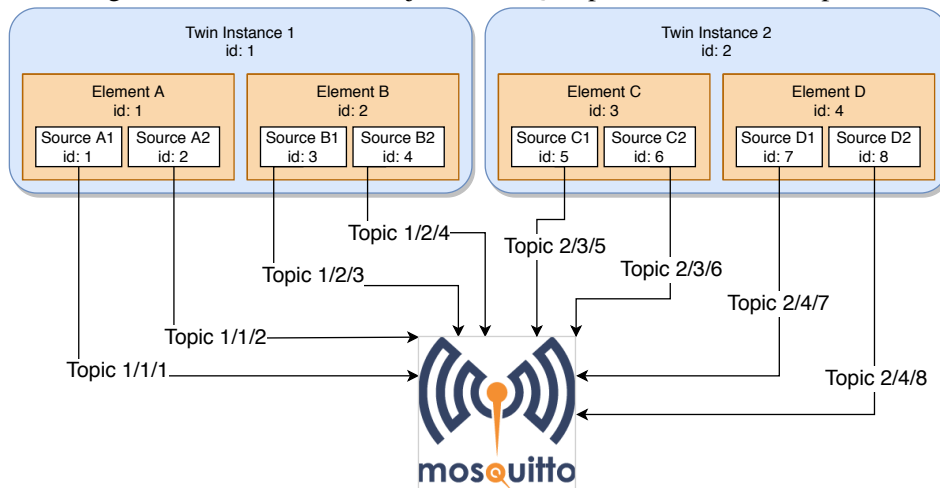 Twin Instance 1
id: 1
Twin Instance 2
id: 2
Element A
id: 1
Element B
id: 2
Element C
id: 3
Element D
id: 4
Source A1
id: 1
Source A2
id: 2
Source B1
id: 3
Source B2
id: 4
Source C1
id: 5
Source C2
id: 6
Source D1
id: 7
Source D2
id: 8
Topic 1/2/4
Topic 2/3/5
Topic 1/2/3
Topic 2/3/6
Topic 2/4/7
Topic 1/1/2
Topic 1/1/1
Topic 2/4/8
mosquitto